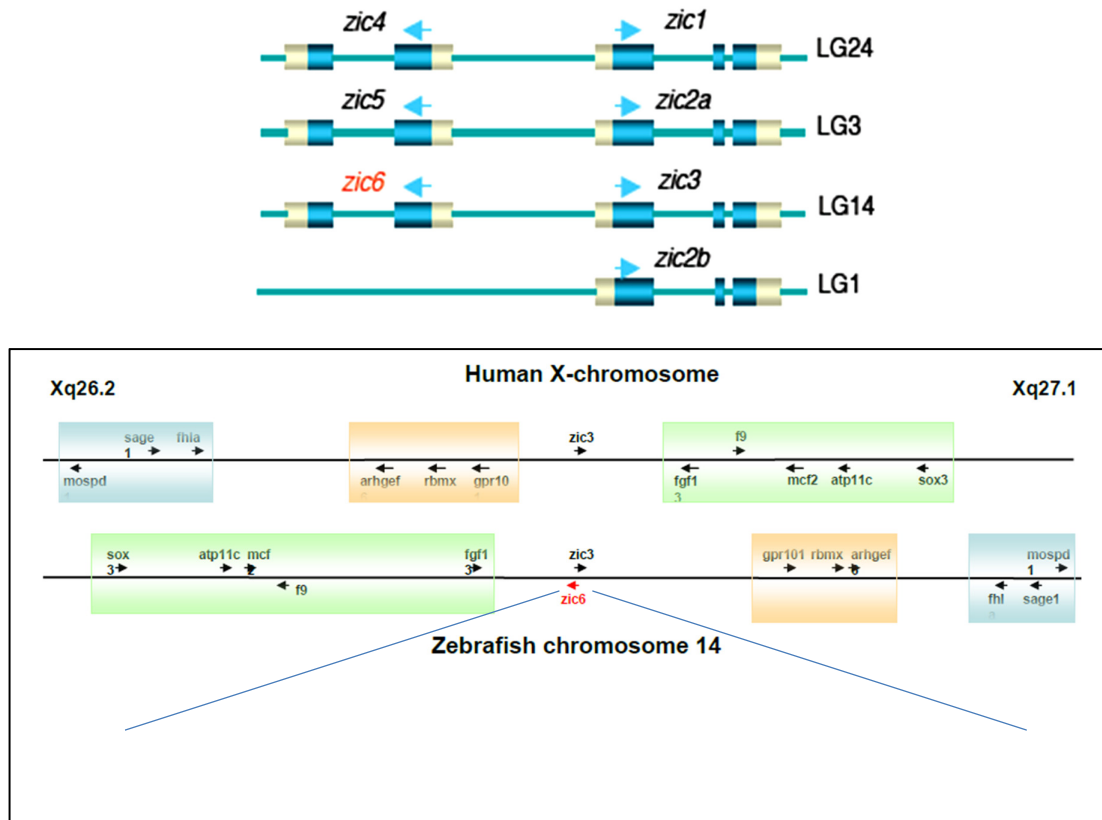 zic4 zic1 LG24
zic5 zic2a LG3
zic6 zic3 LG14
zic2b LG1
Human X-chromosome
Xq26.2 Xq27.1
sage fhla zic3 f9
1
mospd arhgef rbmx gpr10 fgf1 mcf2 atp11c sox3
3
sox atp11c mcf fgf1 zic3 gpr101 rbmx arhgef mospd
3 2 3 6 1
f9 zic6 fhl sage1
a
Zebrafish chromosome 14